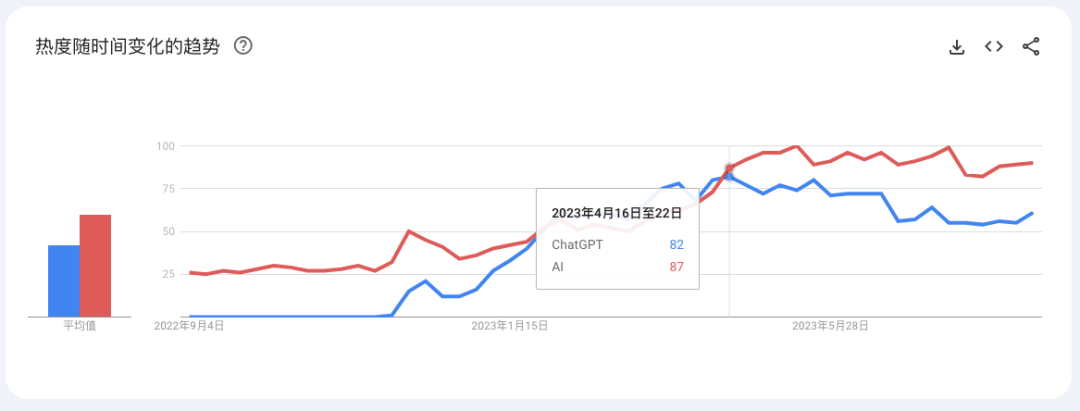 热度随时间变化的趋势
100
75
50
25
2023年4月16日至22日
ChatGPT 82
AI 87
平均值
2022年9月4日
2023年1月15日
2023年5月28日